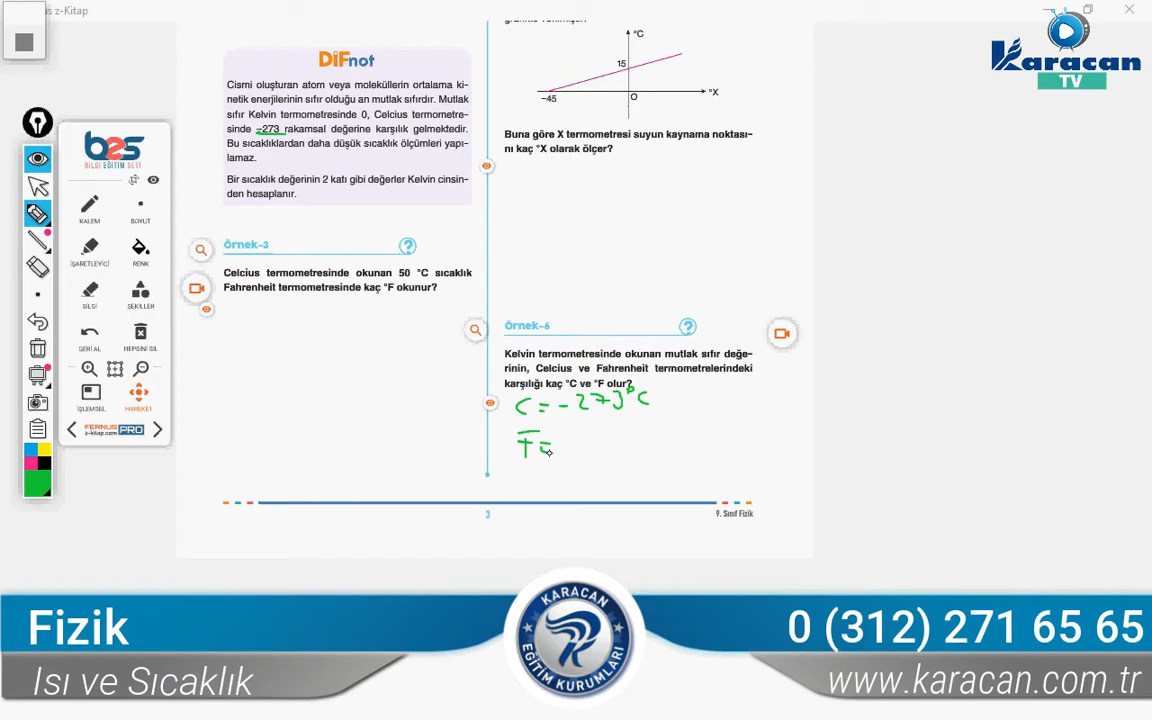 z-Kitap
Karacan
TV
DiFnot
Cismi oluşturan atom veya moleküllerin ortalama ki-
netik enerjilerinin sıfır olduğu an mutlak sıfırdır. Mutlak
sıfır Kelvin termometresinde 0, Celcius termometre-
sinde –273 rakamsal değerine karşılık gelmektedir.
Bu sıcaklıklardan daha düşük sıcaklık ölçümleri yapı-
lamaz.
Bir sıcaklık değerinin 2 katı gibi değerler Kelvin cinsin-
den hesaplanır.
Örnek-3
Celcius termometresinde okunan 50 °C sıcaklık
Fahrenheit termometresinde kaç °F okunur?
°C
15
–45
O
°X
Buna göre X termometresi suyun kaynama noktası-
nı kaç °X olarak ölçer?
Örnek-6
Kelvin termometresinde okunan mutlak sıfır değe-
rinin, Celcius ve Fahrenheit termometrelerindeki
karşılığı kaç °C ve °F olur?
C = -273°C
F =
bes
BİLGİ EĞİTİM SETİ
KALEM
BOYUT
İŞARETLEYİCİ
RENK
SİLGİ
ŞEKİLLER
GERİ AL
HEPSİNİ SİL
İŞLEMSEL
HAREKET
FERNUS
z-kitap.com PRO
3
9. Sınıf Fizik
Fizik
Isı ve Sıcaklık
KARACAN
EĞİTİM KURUMLARI
0 (312) 271 65 65
www.karacan.com.tr